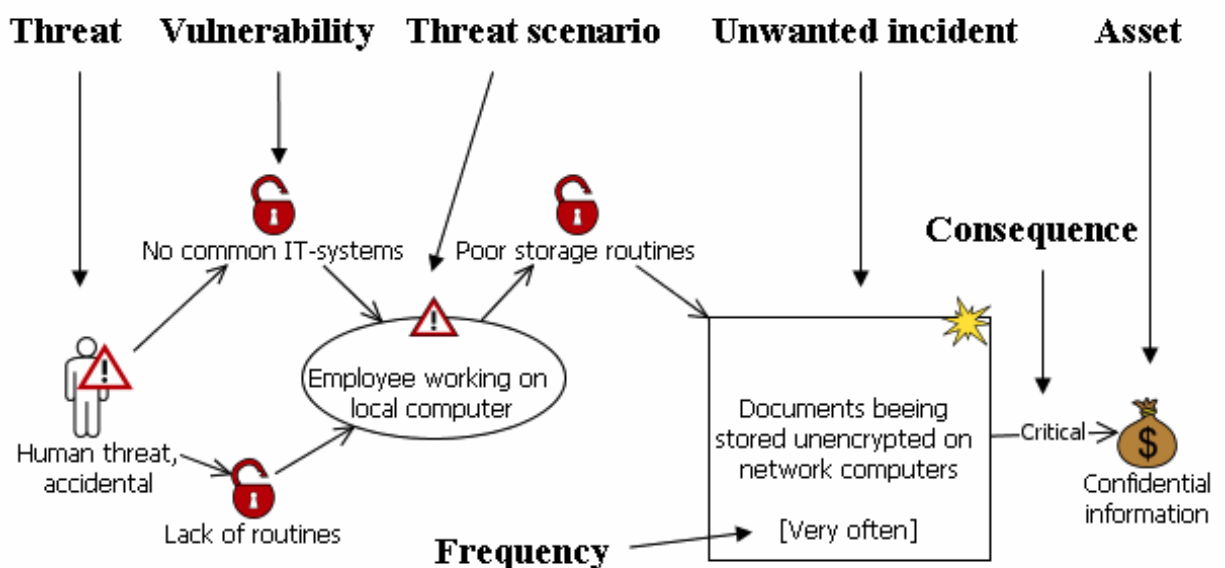 Threat
Vulnerability
Threat scenario
Unwanted incident
Asset
No common IT-systems
Poor storage routines
Consequence
Employee working on
local computer
Human threat,
accidental
Lack of routines
Documents beeing
stored unencrypted on
network computers
[Very often]
Critical
$
Confidential
information
Frequency